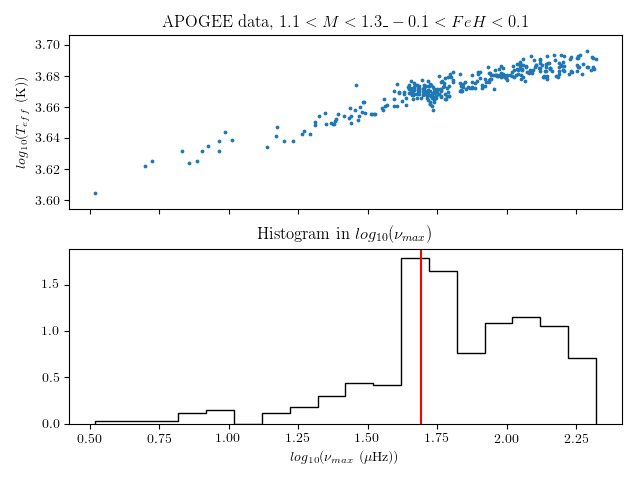 APOGEE data, 1.1 < M < 1.3_ − 0.1 < FeH < 0.1
3.70
3.68
3.66
3.64
3.62
3.60
log10(Teff (K))
Histogram in log10(νmax)
1.5
1.0
0.5
0.0
0.50 0.75 1.00 1.25 1.50 1.75 2.00 2.25
log10(νmax (μHz))